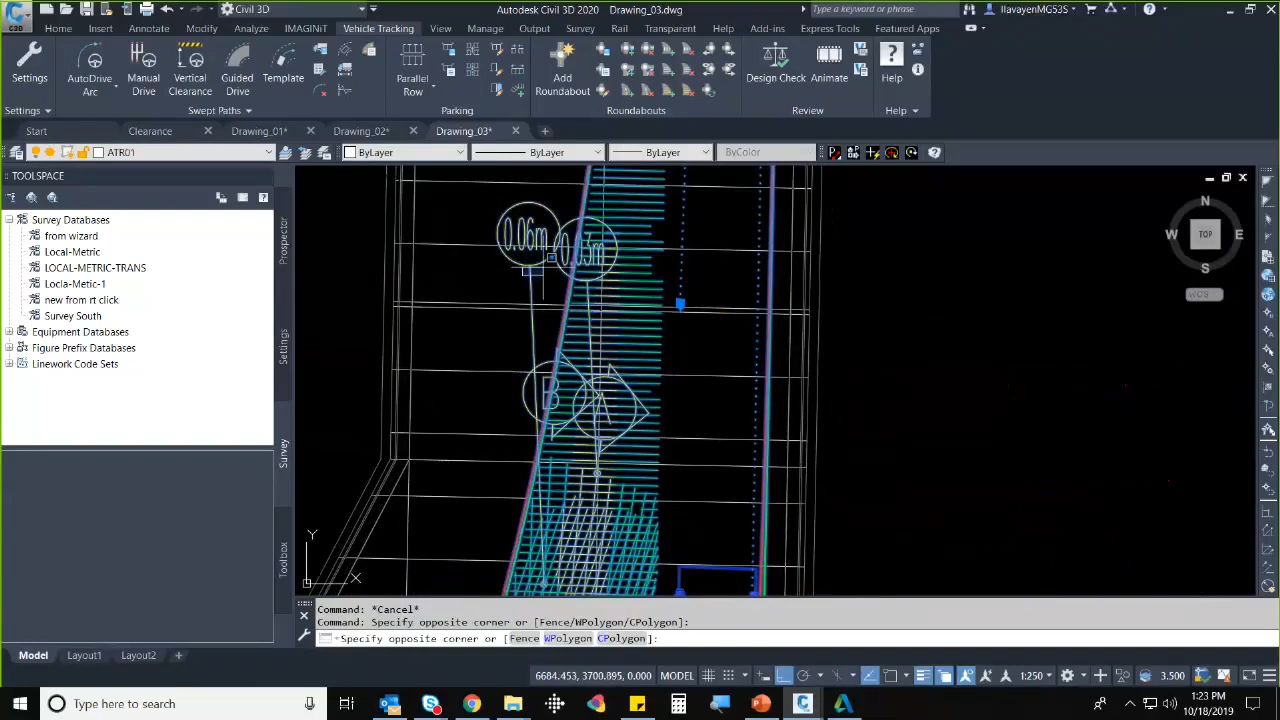 C3D
Civil 3D
Autodesk Civil 3D 2020 Drawing_03.dwg
Type a keyword or phrase
llavayenMG53S
Home Insert Annotate Modify Analyze IMAGINiT Vehicle Tracking View Manage Output Survey Rail Transparent Help Add-ins Express Tools Featured Apps
Settings
AutoDrive Arc
Manual Drive
Vertical Clearance
Guided Drive
Template
Parallel Row
Add Roundabout
Design Check
Animate
Help
Settings Swept Paths Parking Roundabouts Review Help
Start Clearance Drawing_01* Drawing_02* Drawing_03*
ATR01 ByLayer ByLayer ByLayer ByColor
TOOLSPACE
Survey Databases
from wizard
Local-Metric
LOCAL-METRIC-TRANS
Locla-Metic-1
new from rt click
Survey South
Equipment Databases
Figure Prefix Databases
Linework Code Sets
Prospector
Settings
Survey
Toolbox
0.06m
B
A
N
W TOP E
S
WCS
Y
X
Command: *Cancel*
Command: Specify opposite corner or [Fence/WPolygon/CPolygon]:
Specify opposite corner or [Fence WPolygon CPolygon]:
Model Layout1 Layout2 +
6684.453, 3700.895, 0.000 MODEL 1:250 3.500
Type here to search
1:23 PM
10/18/2019